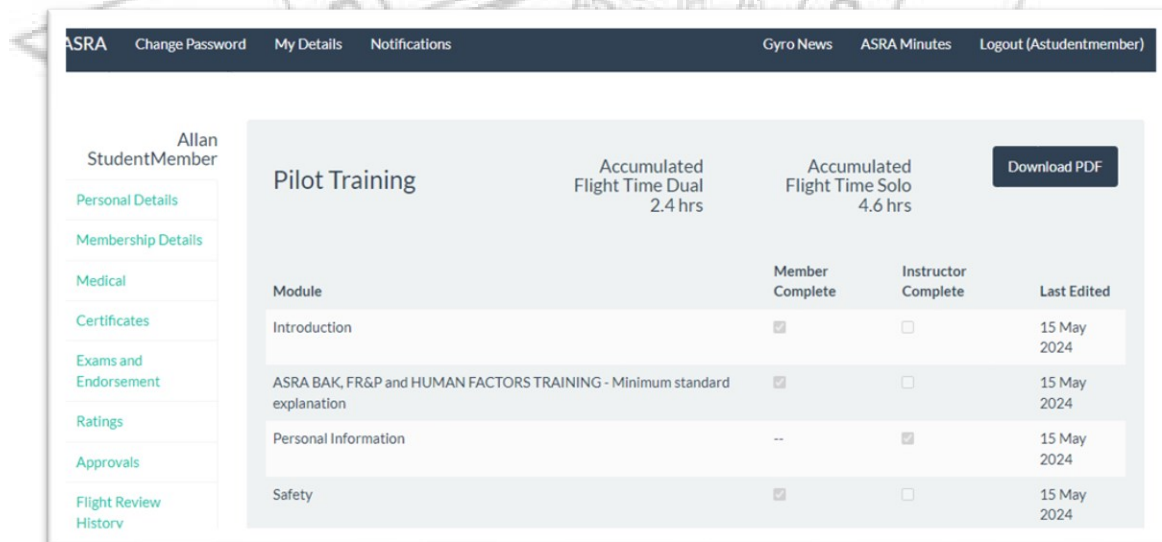 ASRA Change Password My Details Notifications Gyro News ASRA Minutes Logout (Astudentmember)
Allan
StudentMember
Personal Details
Membership Details
Medical
Certificates
Exams and
Endorsement
Ratings
Approvals
Flight Review
History
Pilot Training
Accumulated
Flight Time Dual
2.4 hrs
Accumulated
Flight Time Solo
4.6 hrs
Download PDF
Module Member Complete Instructor Complete Last Edited
Introduction 15 May
2024
ASRA BAK, FR&P and HUMAN FACTORS TRAINING - Minimum standard 15 May
explanation 2024
Personal Information -- 15 May
2024
Safety 15 May
2024